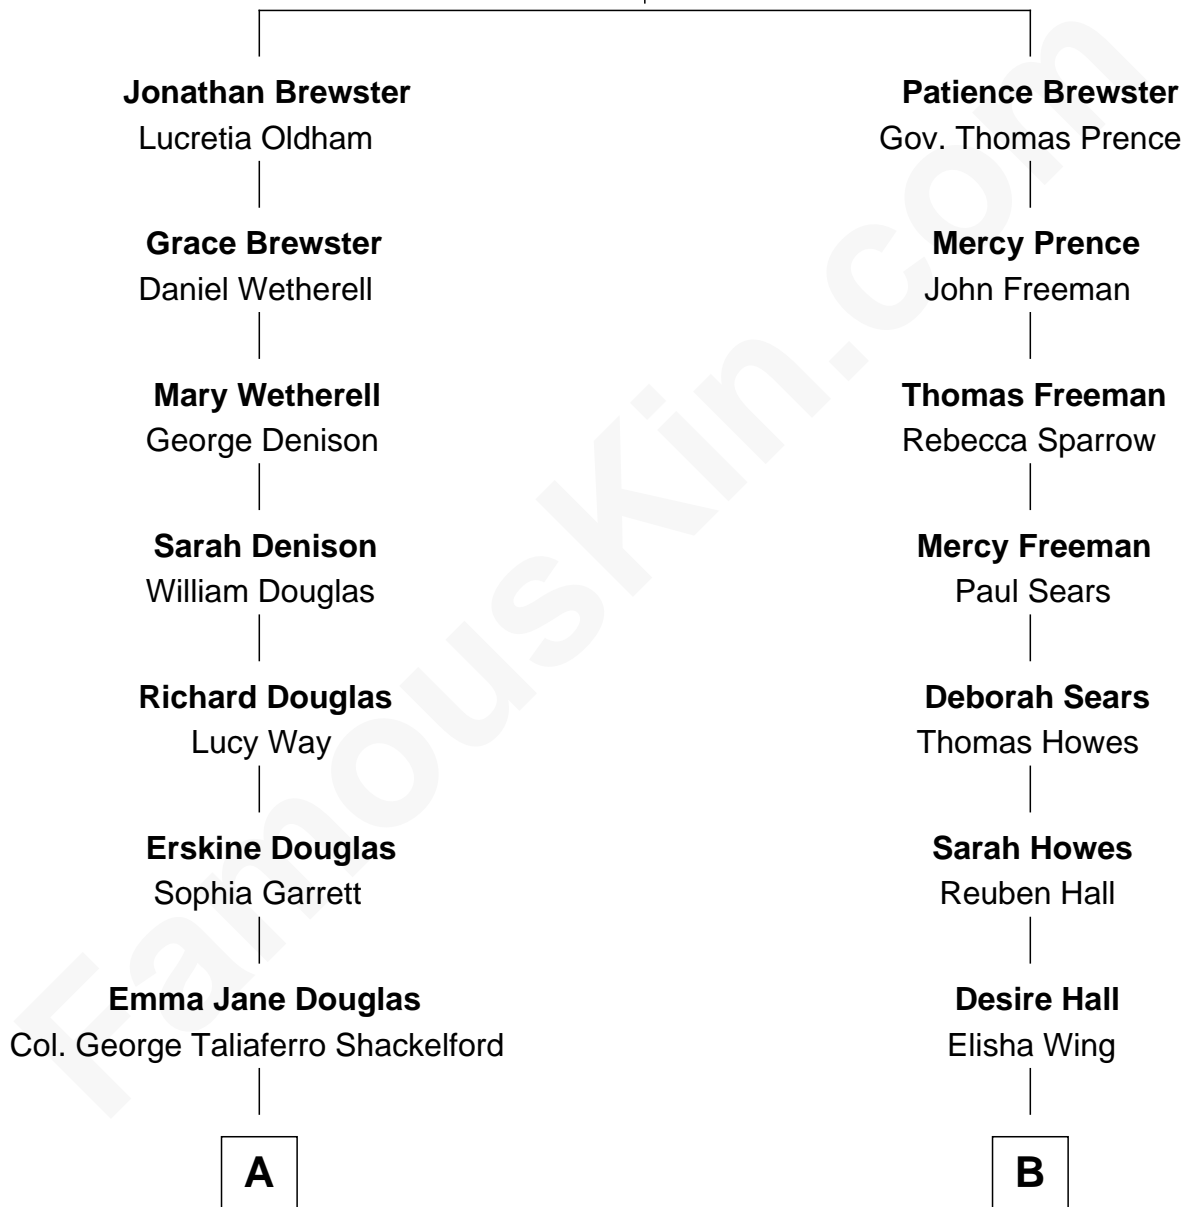 Jonathan Brewster
Lucretia Oldham
Grace Brewster
Daniel Wetherell
Mary Wetherell
George Denison
Sarah Denison
William Douglas
Richard Douglas
Lucy Way
Erskine Douglas
Sophia Garrett
Emma Jane Douglas
Col. George Taliaferro Shackelford
A
Patience Brewster
Gov. Thomas Prence
Mercy Prence
John Freeman
Thomas Freeman
Rebecca Sparrow
Mercy Freeman
Paul Sears
Deborah Sears
Thomas Howes
Sarah Howes
Reuben Hall
Desire Hall
Elisha Wing
B
FamousKin.com